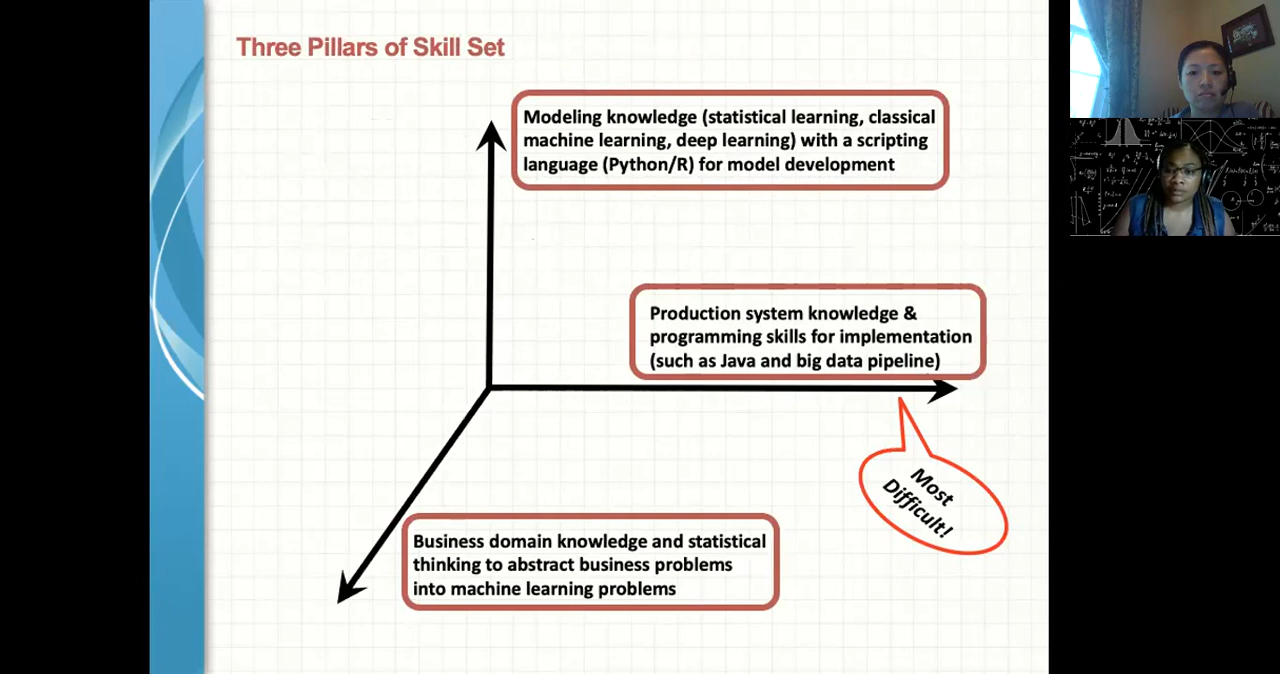 Three Pillars of Skill Set
Modeling knowledge (statistical learning, classical
machine learning, deep learning) with a scripting
language (Python/R) for model development
Production system knowledge &
programming skills for implementation
(such as Java and big data pipeline)
Most
Difficult!
Business domain knowledge and statistical
thinking to abstract business problems
into machine learning problems